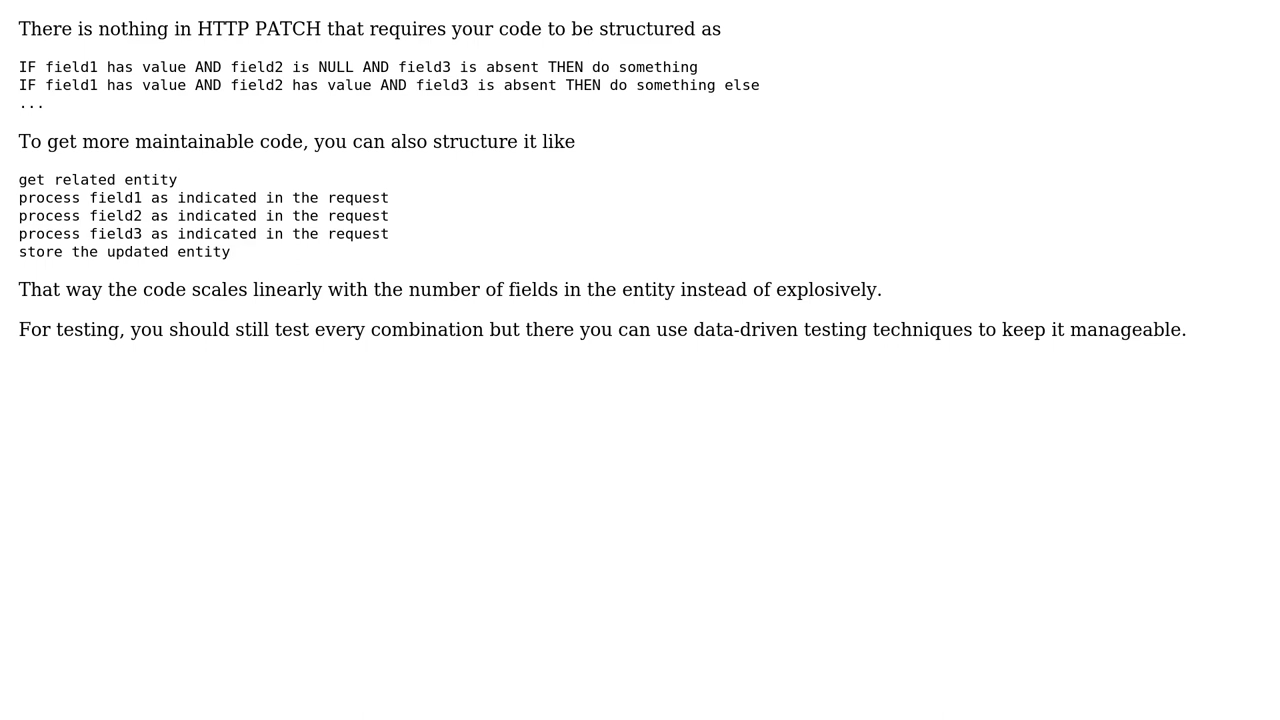 There is nothing in HTTP PATCH that requires your code to be structured as
IF field1 has value AND field2 is NULL AND field3 is absent THEN do something
IF field1 has value AND field2 has value AND field3 is absent THEN do something else
...
To get more maintainable code, you can also structure it like
get related entity
process field1 as indicated in the request
process field2 as indicated in the request
process field3 as indicated in the request
store the updated entity
That way the code scales linearly with the number of fields in the entity instead of explosively.
For testing, you should still test every combination but there you can use data-driven testing techniques to keep it manageable.